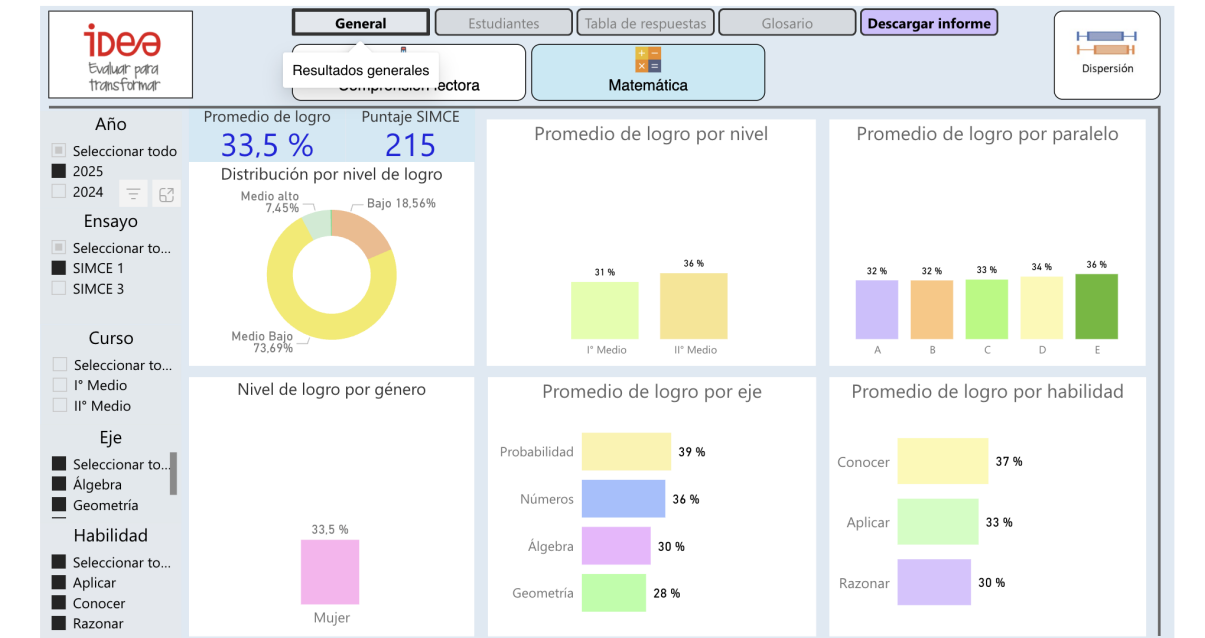 idea
Evaluar para
transformar
General
Estudiantes
Tabla de respuestas
Glosario
Descargar informe
Resultados generales
Comprensión lectora
Matemática
Dispersión
Año
Seleccionar todo
2025
2024
Ensayo
Seleccionar to...
SIMCE 1
SIMCE 3
Curso
Seleccionar to...
I° Medio
II° Medio
Eje
Seleccionar to...
Álgebra
Geometría
Habilidad
Seleccionar to...
Aplicar
Conocer
Razonar
Promedio de logro
33,5 %
Puntaje SIMCE
215
Distribución por nivel de logro
Medio alto
7,45%
Bajo 18,56%
Medio Bajo
73,69%
Promedio de logro por nivel
31 %
36 %
I° Medio
II° Medio
Promedio de logro por paralelo
32 %
32 %
33 %
34 %
36 %
A
B
C
D
E
Nivel de logro por género
33,5 %
Mujer
Promedio de logro por eje
Probabilidad
39 %
Números
36 %
Álgebra
30 %
Geometría
28 %
Promedio de logro por habilidad
Conocer
37 %
Aplicar
33 %
Razonar
30 %